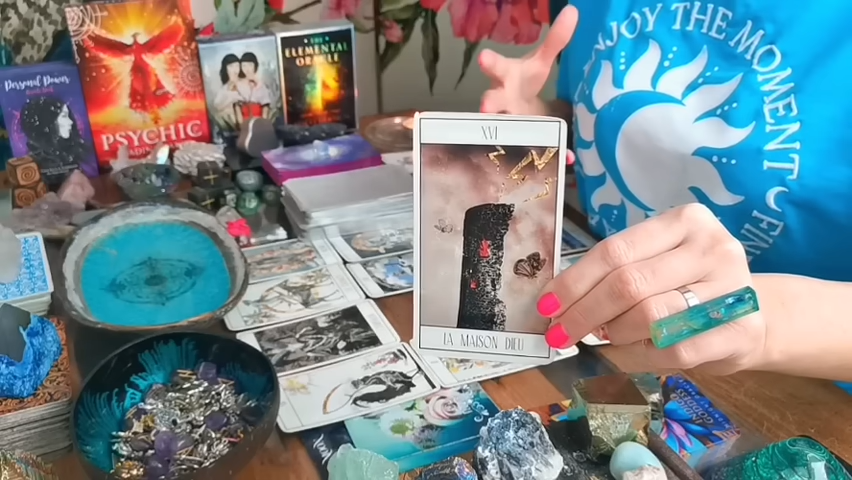 Personal Power
PSYCHIC
THE
ELEMENTAL
ORACLE
XVI
LA MAISON DIEU
ENJOY THE MOMENT